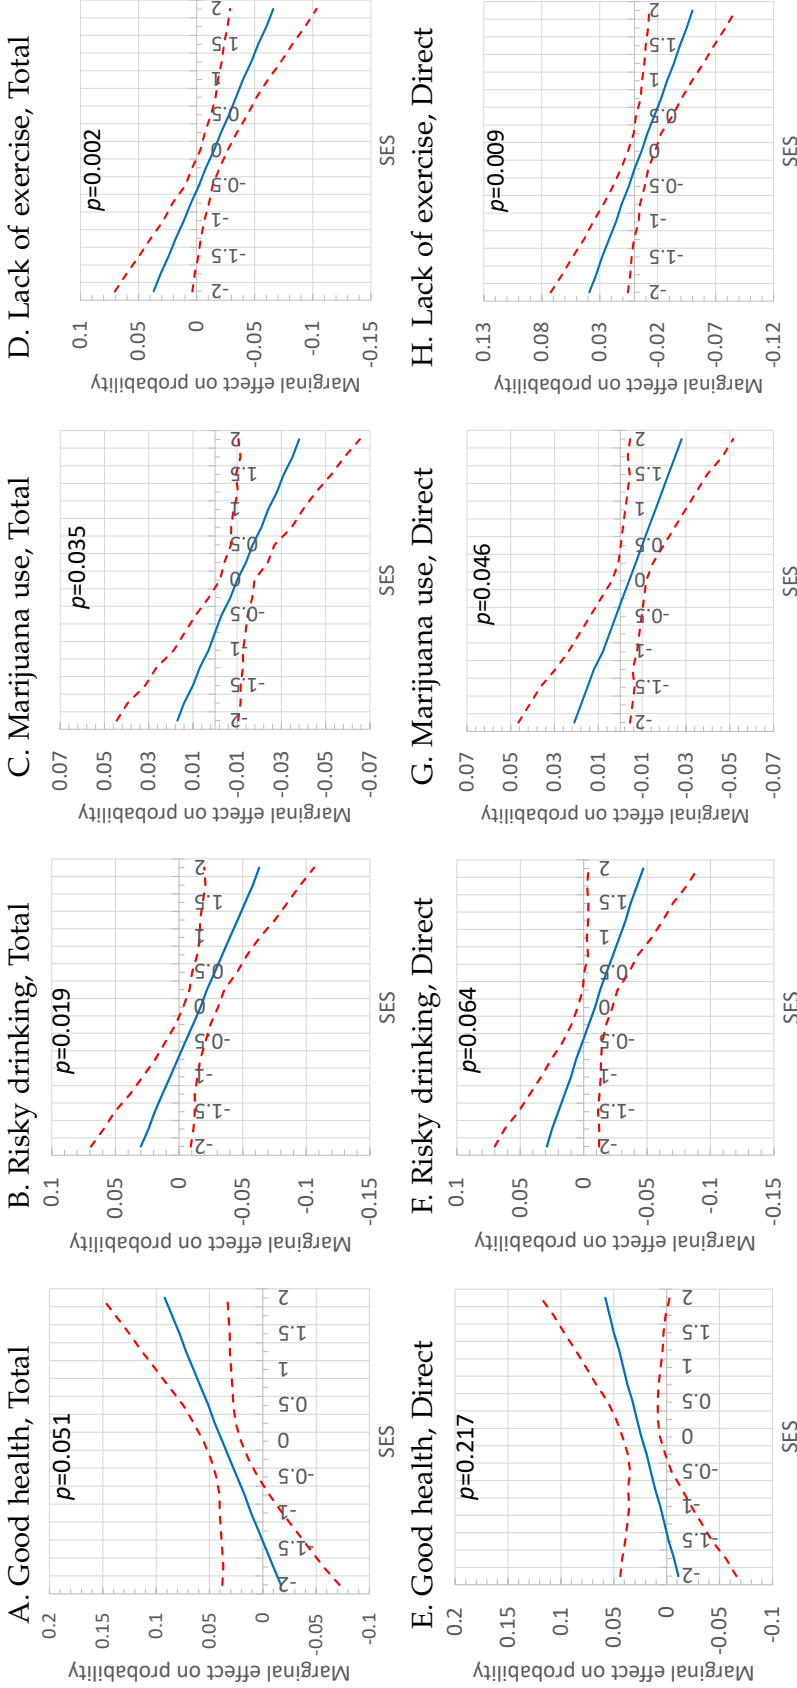 A. Good health, Total
p=0.051
Marginal effect on probability
0.2
0.15
0.1
0.05
0
-0.05
-0.1
-2 -1.5 -1 -0.5 0 0.5 1 1.5 2
SES
B. Risky drinking, Total
p=0.019
Marginal effect on probability
0.1
0.05
0
-0.05
-0.1
-0.15
-2 -1.5 -1 -0.5 0 0.5 1 1.5 2
SES
C. Marijuana use, Total
p=0.035
Marginal effect on probability
0.07
0.05
0.03
0.01
-0.01
-0.03
-0.05
-0.07
-2 -1.5 -1 -0.5 0 0.5 1 1.5 2
SES
D. Lack of exercise, Total
p=0.002
Marginal effect on probability
0.1
0.05
0
-0.05
-0.1
-0.15
-2 -1.5 -1 -0.5 0 0.5 1 1.5 2
SES
E. Good health, Direct
p=0.217
Marginal effect on probability
0.2
0.15
0.1
0.05
0
-0.05
-0.1
-2 -1.5 -1 -0.5 0 0.5 1 1.5 2
SES
F. Risky drinking, Direct
p=0.064
Marginal effect on probability
0.1
0.05
0
-0.05
-0.1
-0.15
-2 -1.5 -1 -0.5 0 0.5 1 1.5 2
SES
G. Marijuana use, Direct
p=0.046
Marginal effect on probability
0.07
0.05
0.03
0.01
-0.01
-0.03
-0.05
-0.07
-2 -1.5 -1 -0.5 0 0.5 1 1.5 2
SES
H. Lack of exercise, Direct
p=0.009
Marginal effect on probability
0.13
0.08
0.03
-0.02
-0.07
-0.12
-2 -1.5 -1 -0.5 0 0.5 1 1.5 2
SES